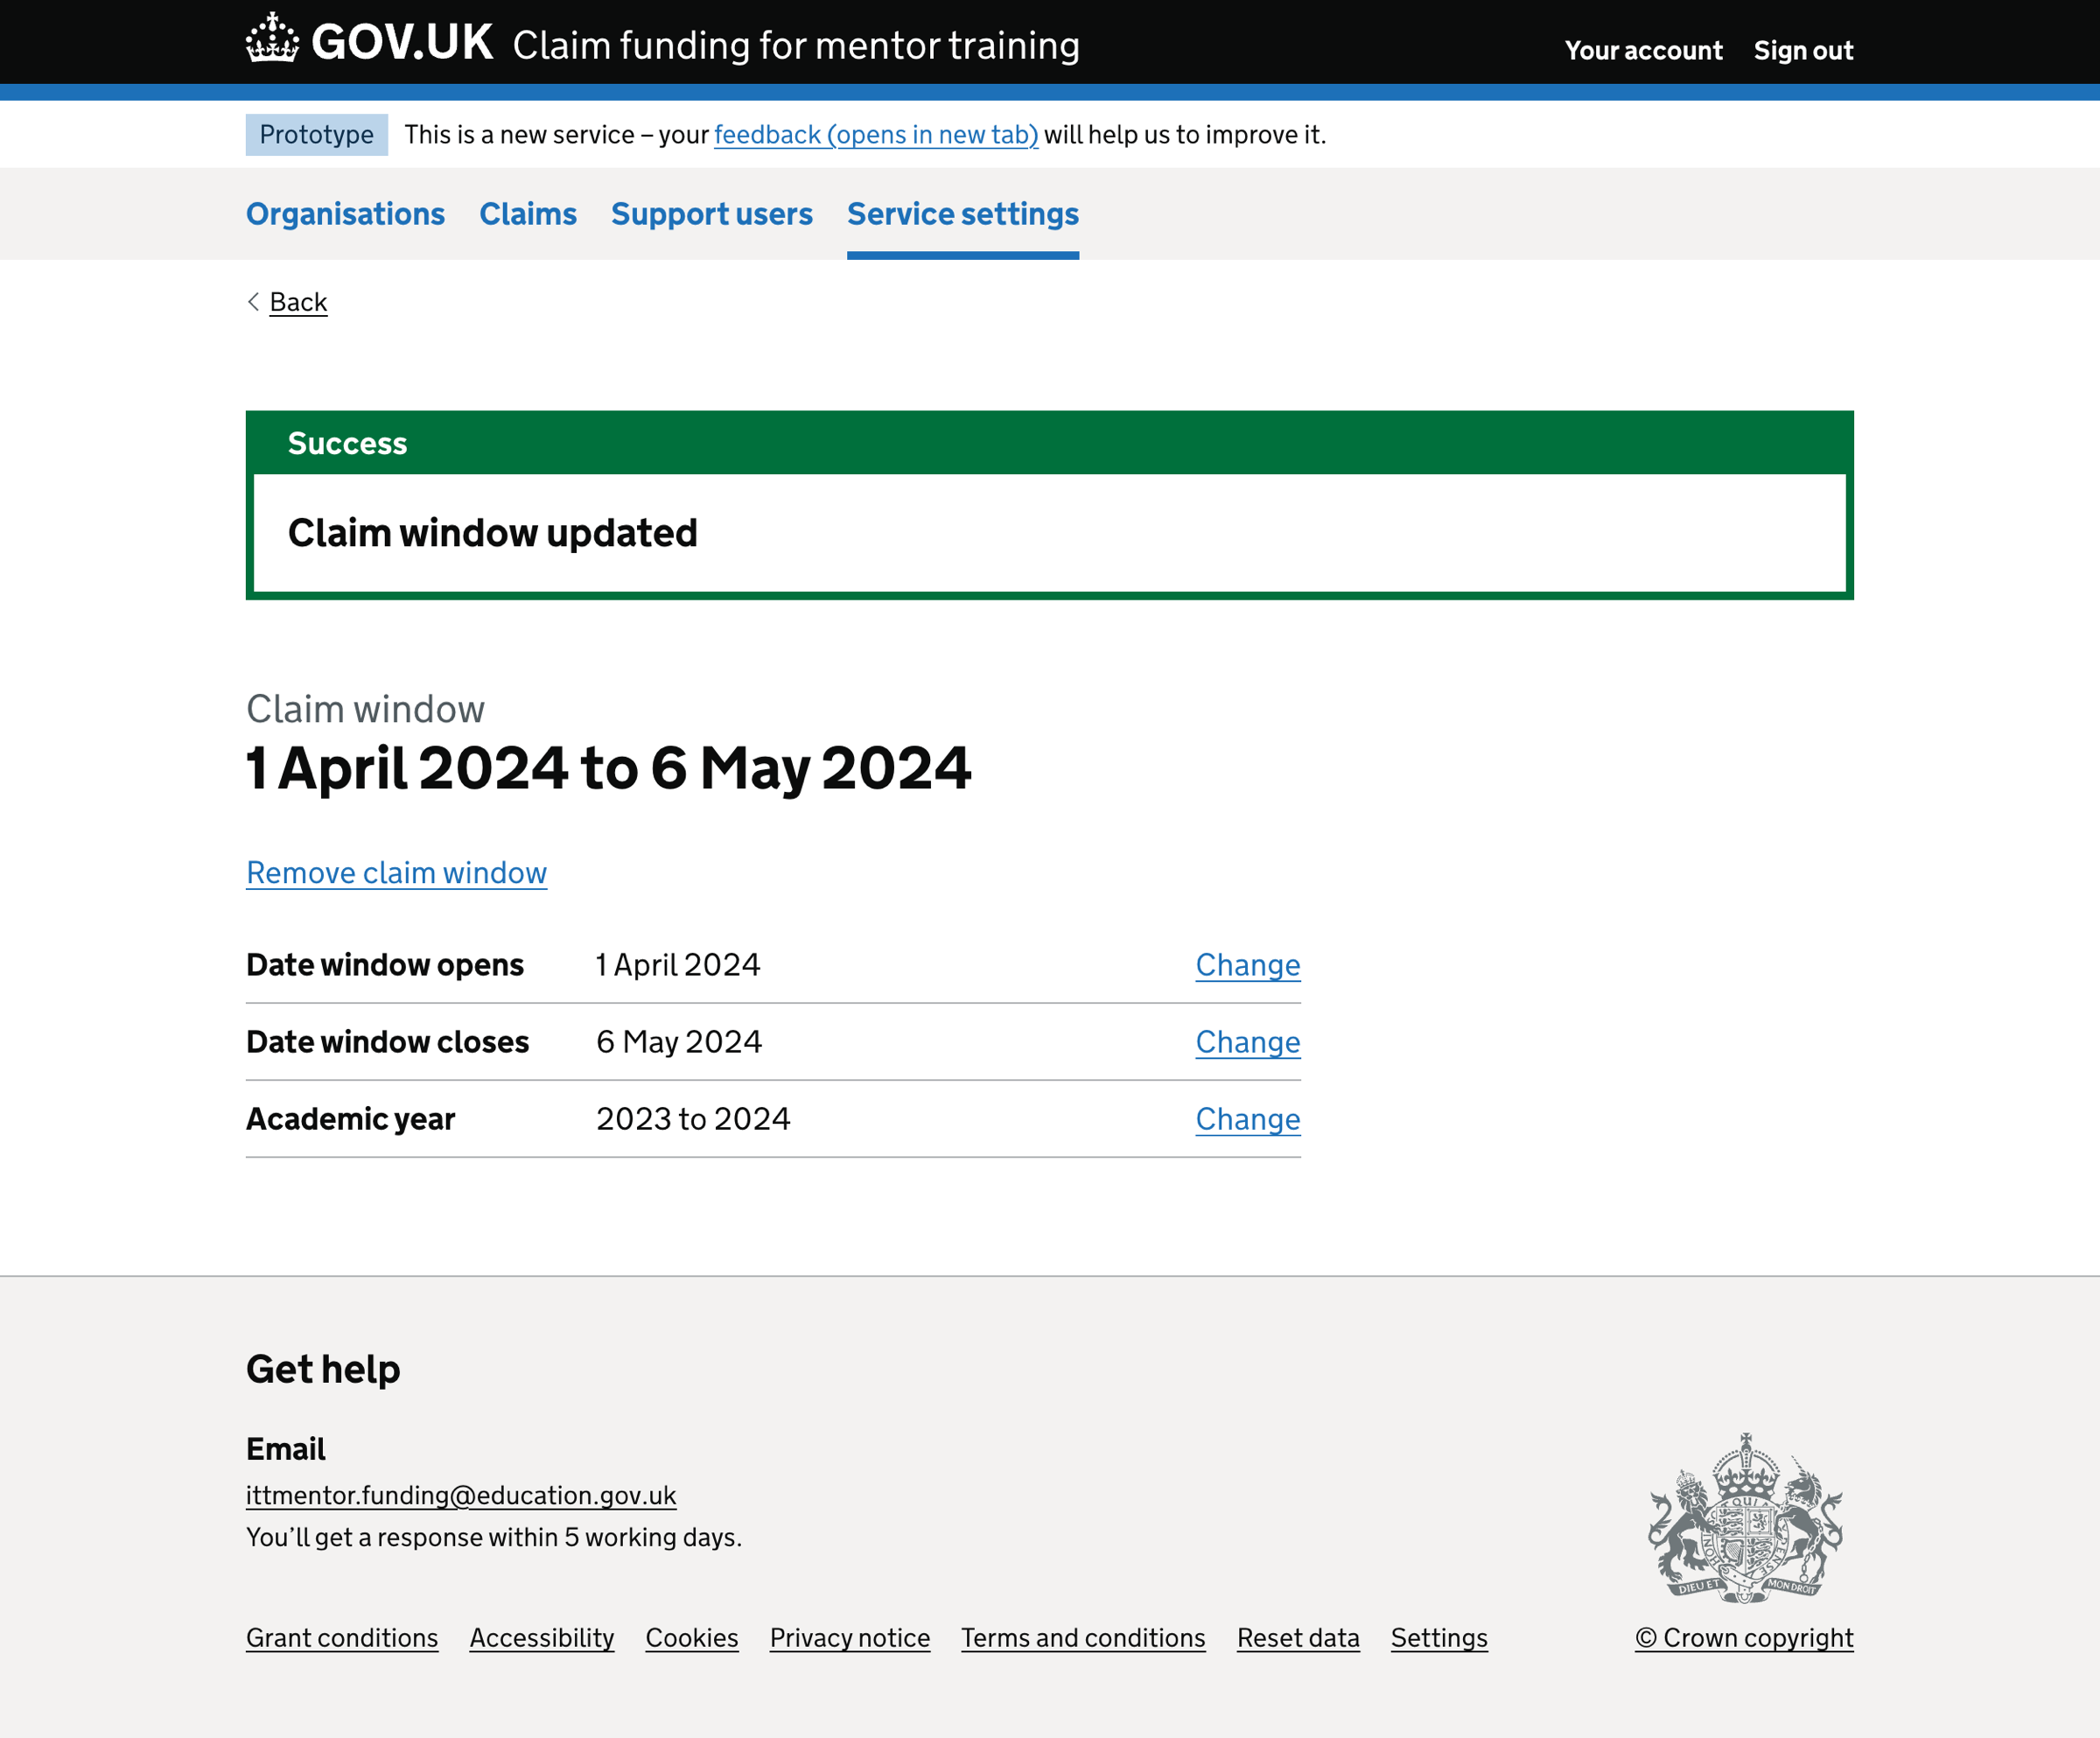 GOV.UK Claim funding for mentor training
Your account Sign out
Prototype This is a new service – your feedback (opens in new tab) will help us to improve it.
Organisations Claims Support users Service settings
Back
Success
Claim window updated
Claim window
1 April 2024 to 6 May 2024
Remove claim window
Date window opens 1 April 2024 Change
Date window closes 6 May 2024 Change
Academic year 2023 to 2024 Change
Get help
Email
ittmentor.funding@education.gov.uk
You’ll get a response within 5 working days.
DIEU ET MON DROIT
Grant conditions Accessibility Cookies Privacy notice Terms and conditions Reset data Settings
© Crown copyright